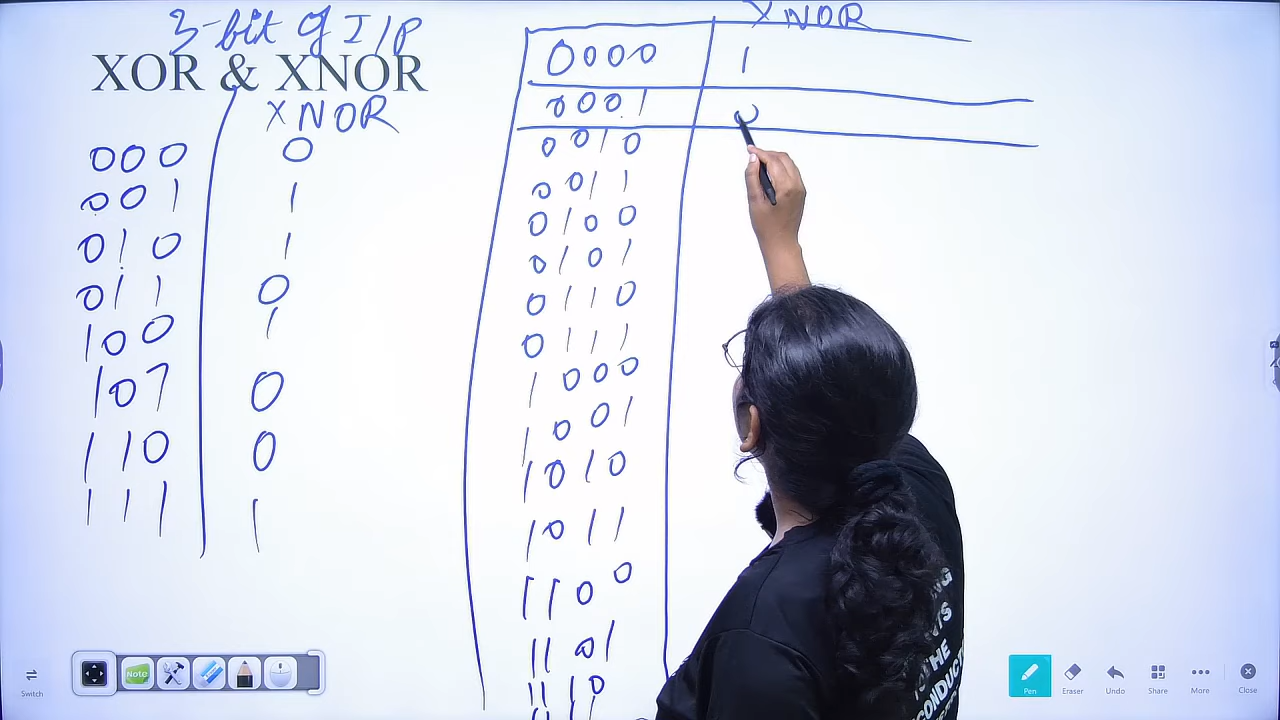 3-bit of I/P
XOR & XNOR
XNOR
000 0
001 1
010 1
011 0
100 1
101 0
110 0
111 1
XNOR
0000 1
0001 0
0010
0011
0100
0101
0110
0111
1000
1001
1010
1011
1100
1101
1110
1111
Note
Switch
Pen
Eraser
Undo
Share
More
Close